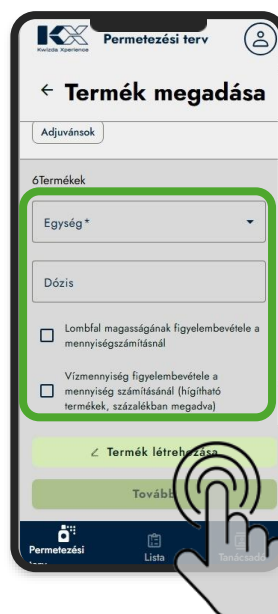 KX
Kwizda Xperience
Permetezési terv
← Termék megadása
Adjuvánsok
6Termékek
Egység*
Dózis
Lombfal magasságának figyelembevétele a
mennyiségszámításnál
Vízmennyiség figyelembevétele a
mennyiség számításánál (hígítható
termékek, százalékban megadva)
Termék létrehozása
Tovább
Permetezési
Lista
Tanácsadó